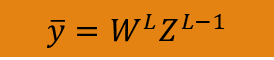 ȳ = W^L Z^{L−1}